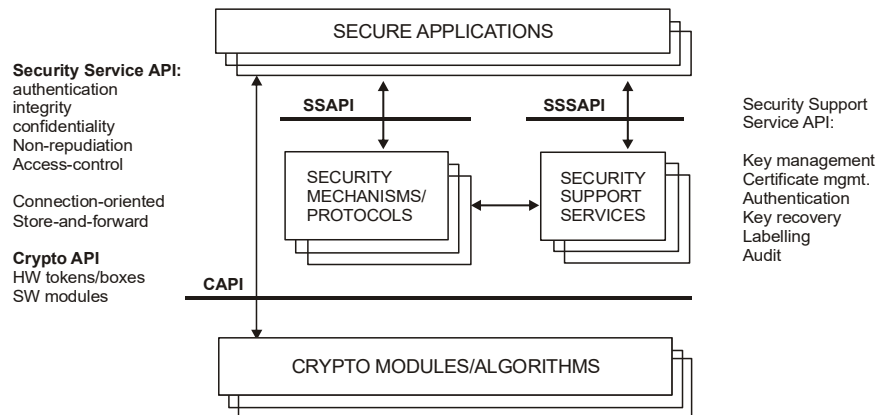 SECURE APPLICATIONS
Security Service API:
authentication
integrity
confidentiality
Non-repudiation
Access-control
Connection-oriented
Store-and-forward
Crypto API
HW tokens/boxes
SW modules
SSAPI
SSSAPI
SECURITY
MECHANISMS/
PROTOCOLS
SECURITY
SUPPORT
SERVICES
Security Support
Service API:
Key management
Certificate mgmt.
Authentication
Key recovery
Labelling
Audit
CAPI
CRYPTO MODULES/ALGORITHMS